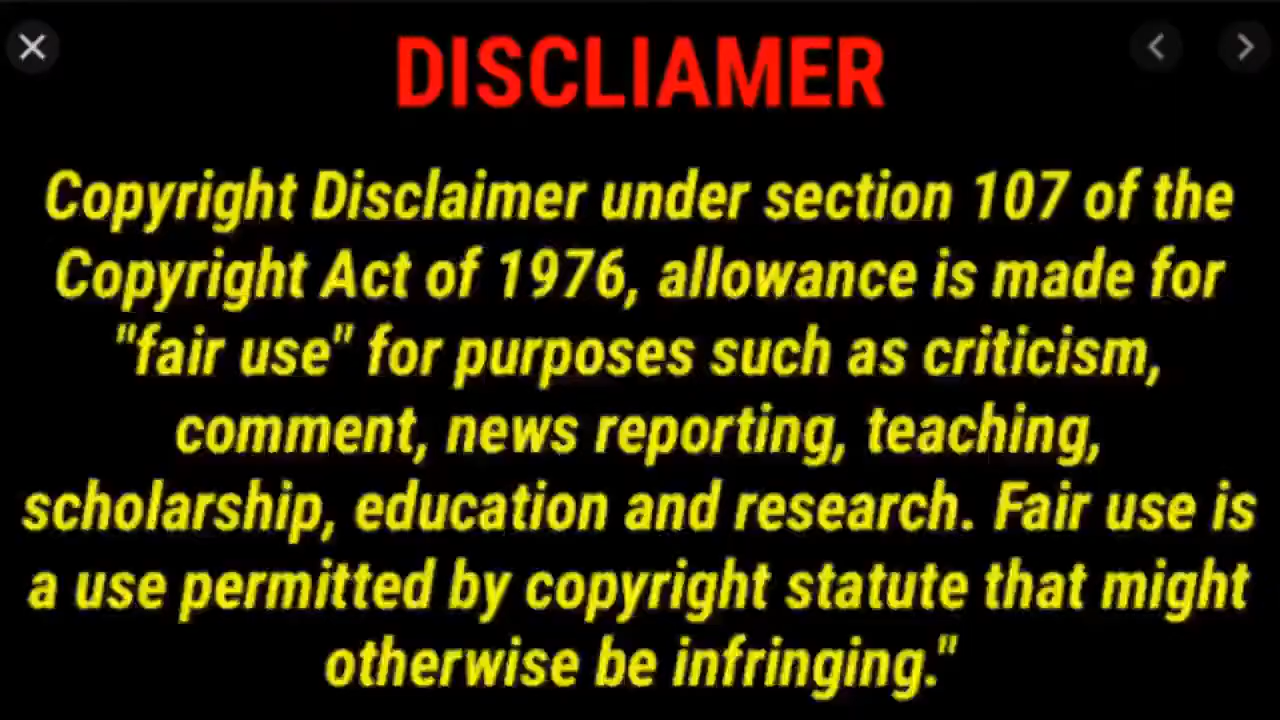 DISCLIAMER
Copyright Disclaimer under section 107 of the
Copyright Act of 1976, allowance is made for
"fair use" for purposes such as criticism,
comment, news reporting, teaching,
scholarship, education and research. Fair use is
a use permitted by copyright statute that might
otherwise be infringing."